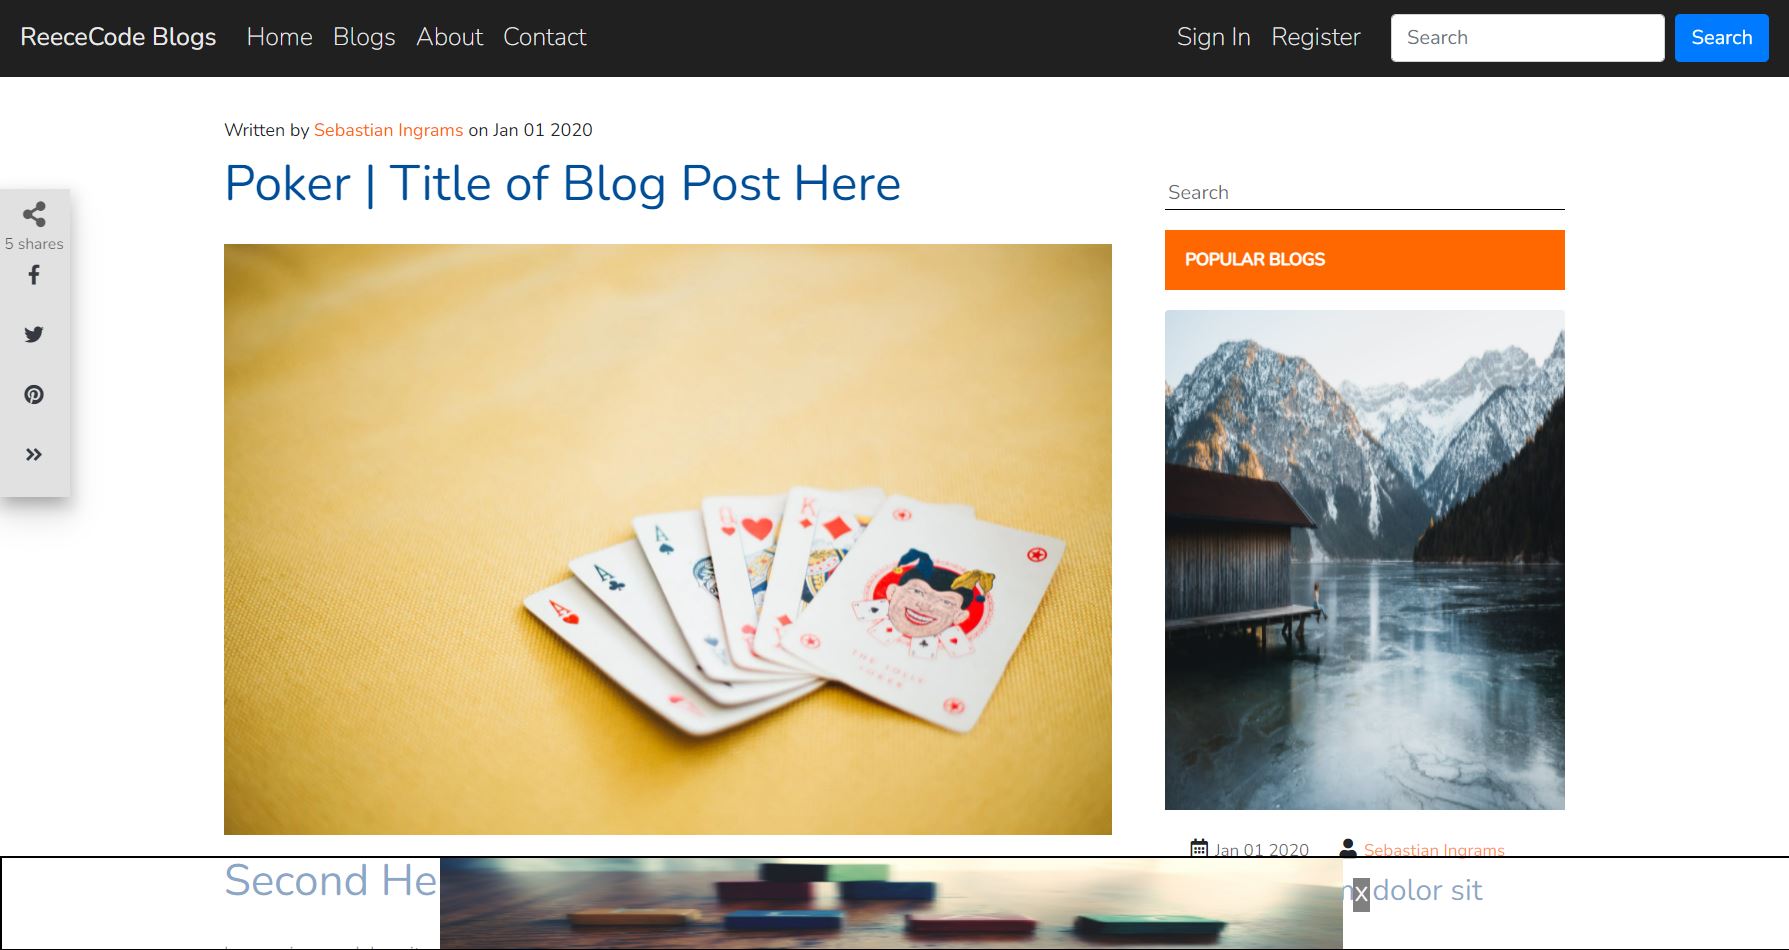 ReeceCode Blogs Home Blogs About Contact Sign In Register Search Search
Written by Sebastian Ingrams on Jan 01 2020
Poker | Title of Blog Post Here
5 shares
Search
POPULAR BLOGS
A
A
A
Q
K
Jan 01 2020 Sebastian Ingrams
Second He
x dolor sit